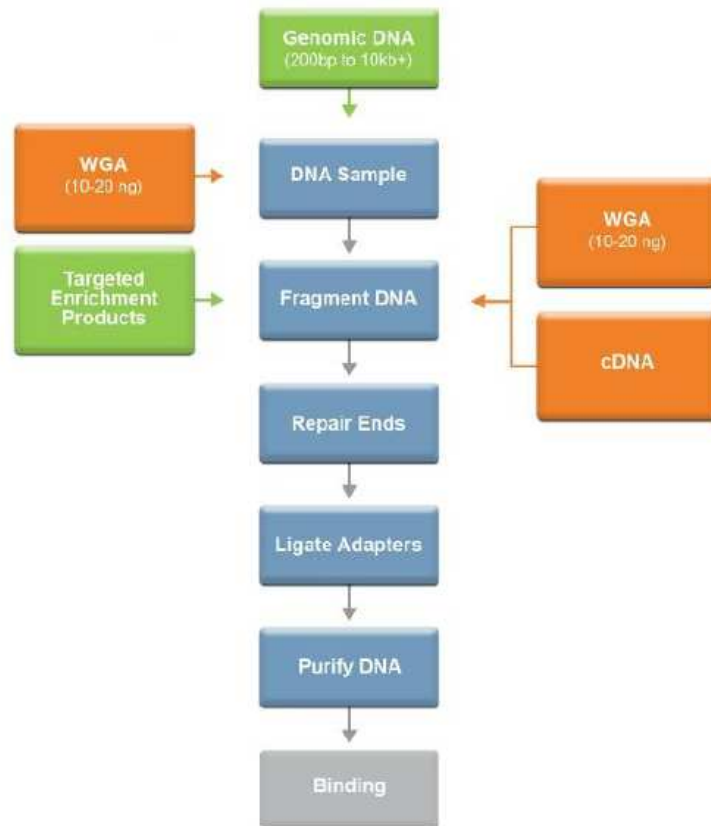 Genomic DNA
(200bp to 10kb+)
WGA
(10-20 ng)
DNA Sample
WGA
(10-20 ng)
Targeted
Enrichment
Products
Fragment DNA
cDNA
Repair Ends
Ligate Adapters
Purify DNA
Binding